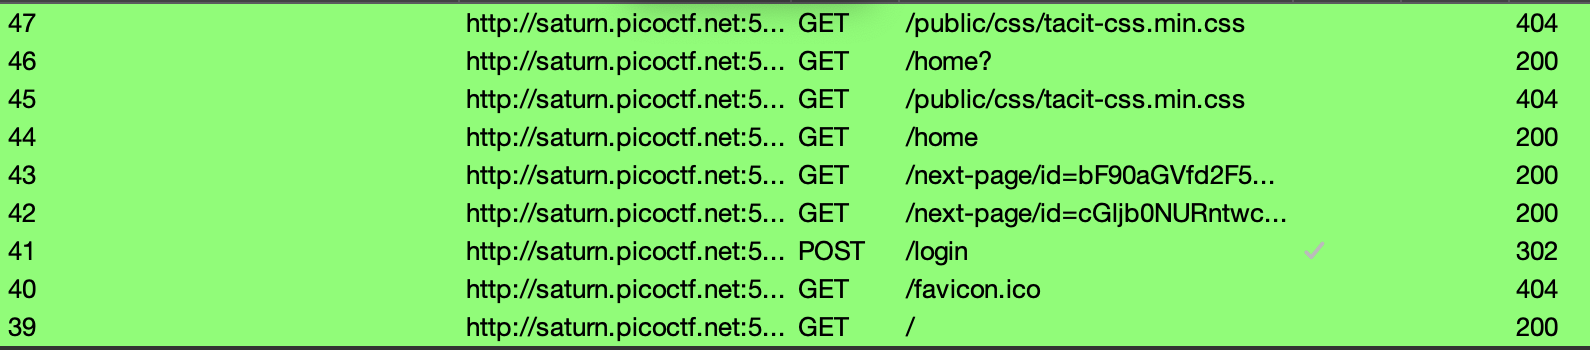 47 http://saturn.picoctf.net:5... GET /public/css/tacit-css.min.css 404
46 http://saturn.picoctf.net:5... GET /home? 200
45 http://saturn.picoctf.net:5... GET /public/css/tacit-css.min.css 404
44 http://saturn.picoctf.net:5... GET /home 200
43 http://saturn.picoctf.net:5... GET /next-page/id=bF90aGVfd2F5... 200
42 http://saturn.picoctf.net:5... GET /next-page/id=cGljb0NURntwc... 200
41 http://saturn.picoctf.net:5... POST /login ✓ 302
40 http://saturn.picoctf.net:5... GET /favicon.ico 404
39 http://saturn.picoctf.net:5... GET / 200